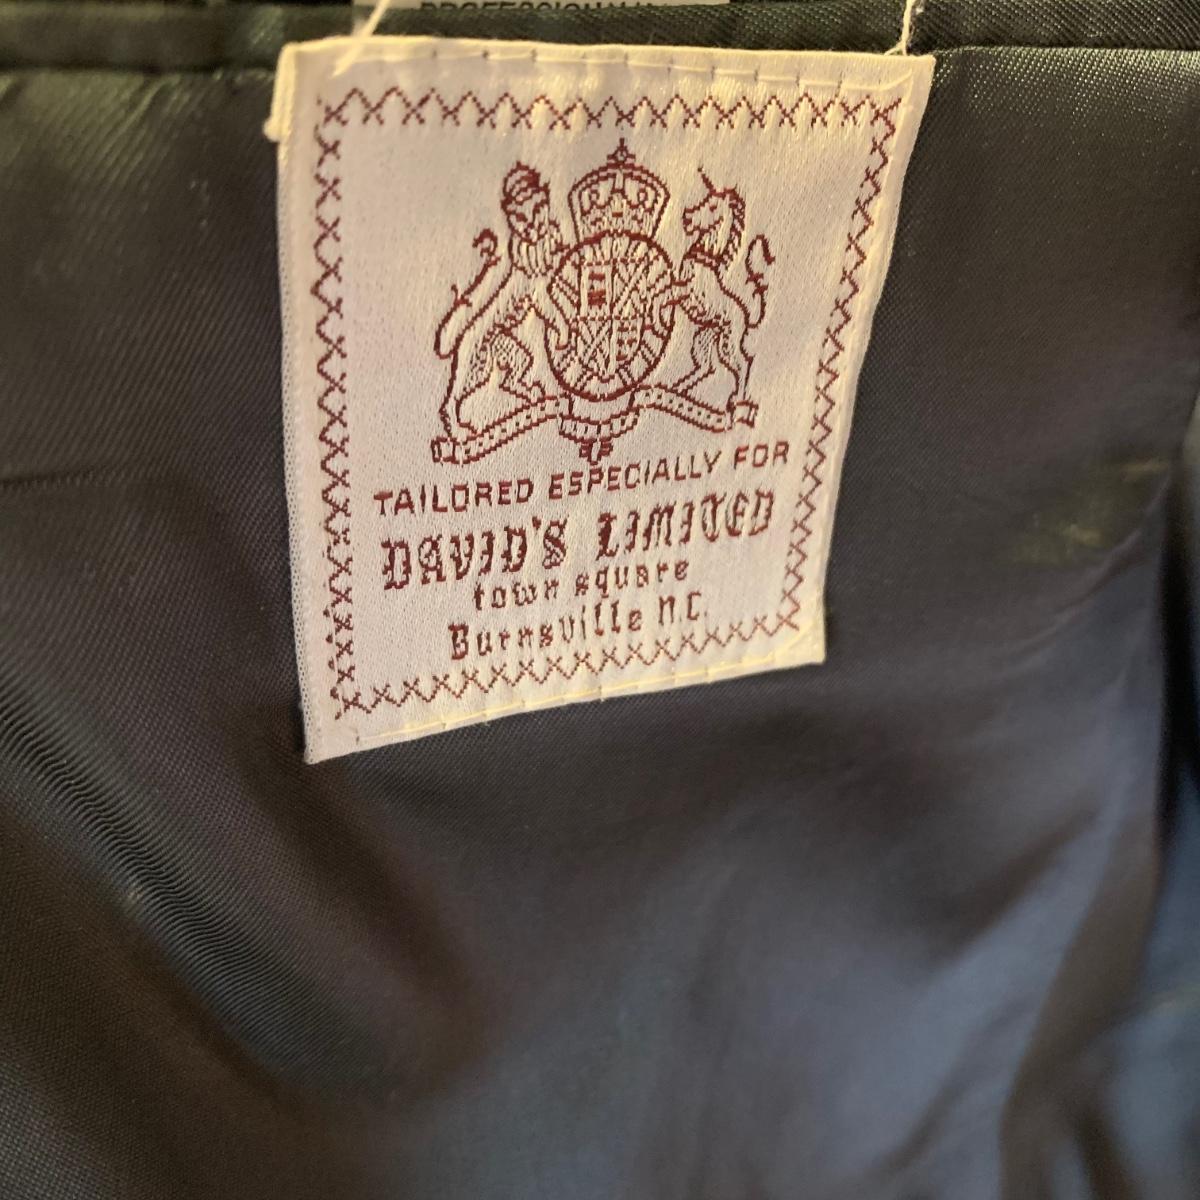 TAILORED ESPECIALLY FOR
DAVID'S LIMITED
town square
Burnsville N.C.